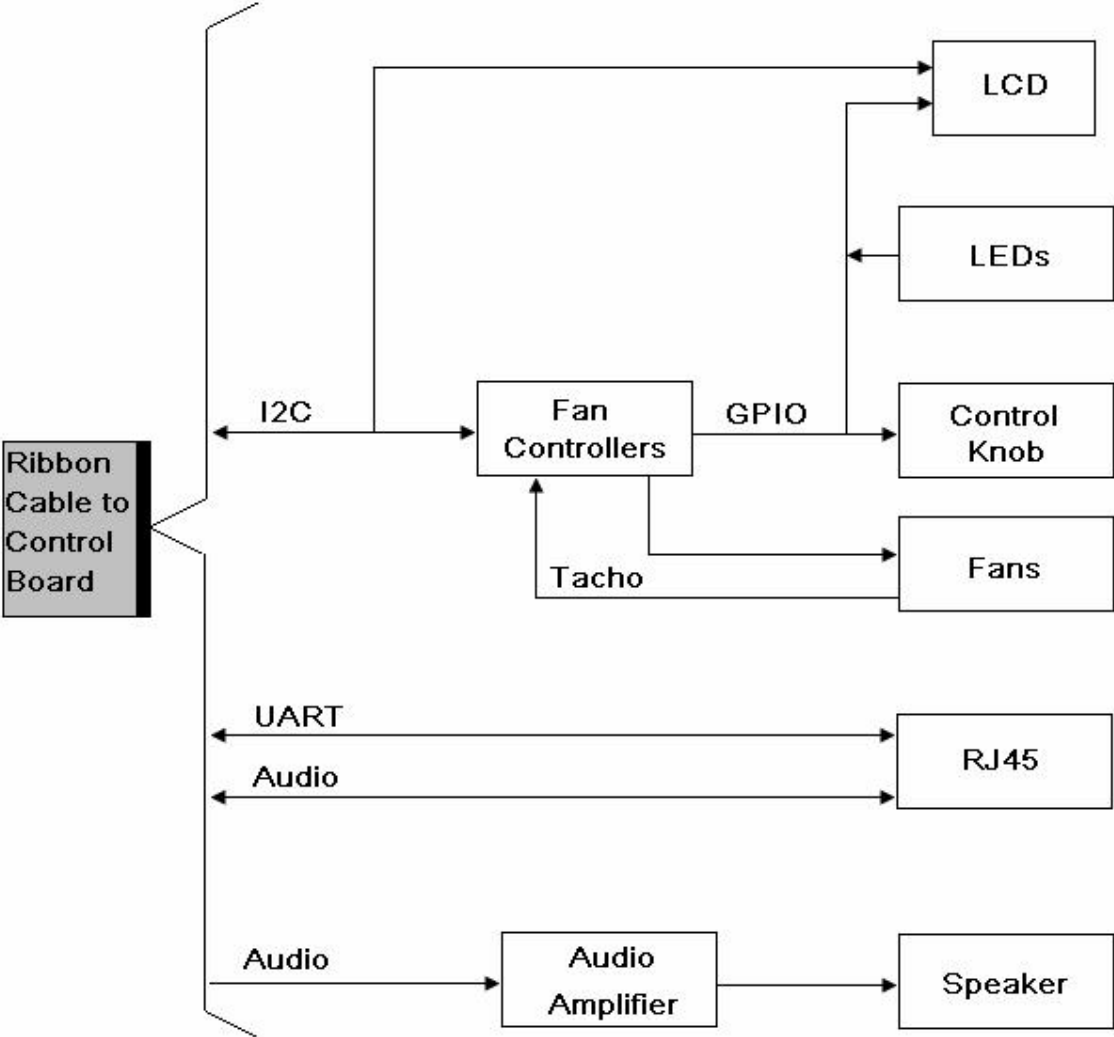 LCD
LEDs
I2C
Fan
Controllers
GPIO
Control
Knob
Ribbon
Cable to
Control
Board
Tacho
Fans
UART
RJ45
Audio
Audio
Audio
Amplifier
Speaker